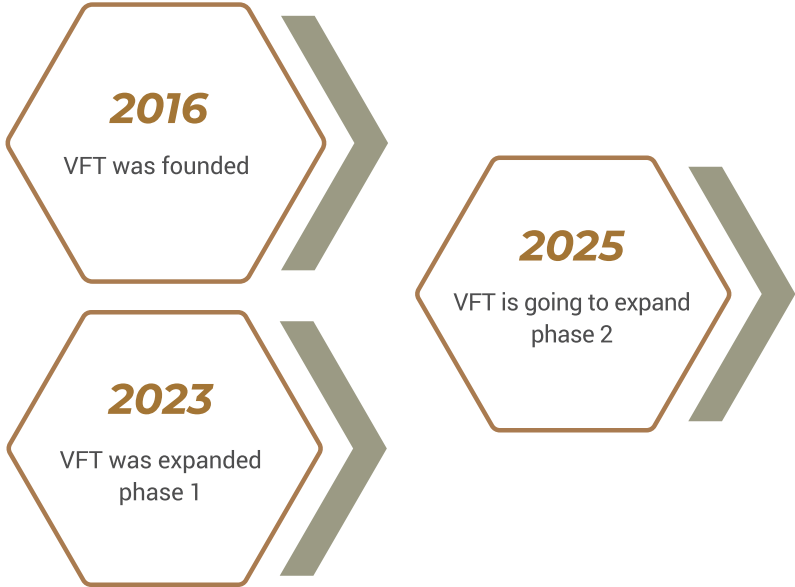 2016
VFT was founded
2023
VFT was expanded
phase 1
2025
VFT is going to expand
phase 2